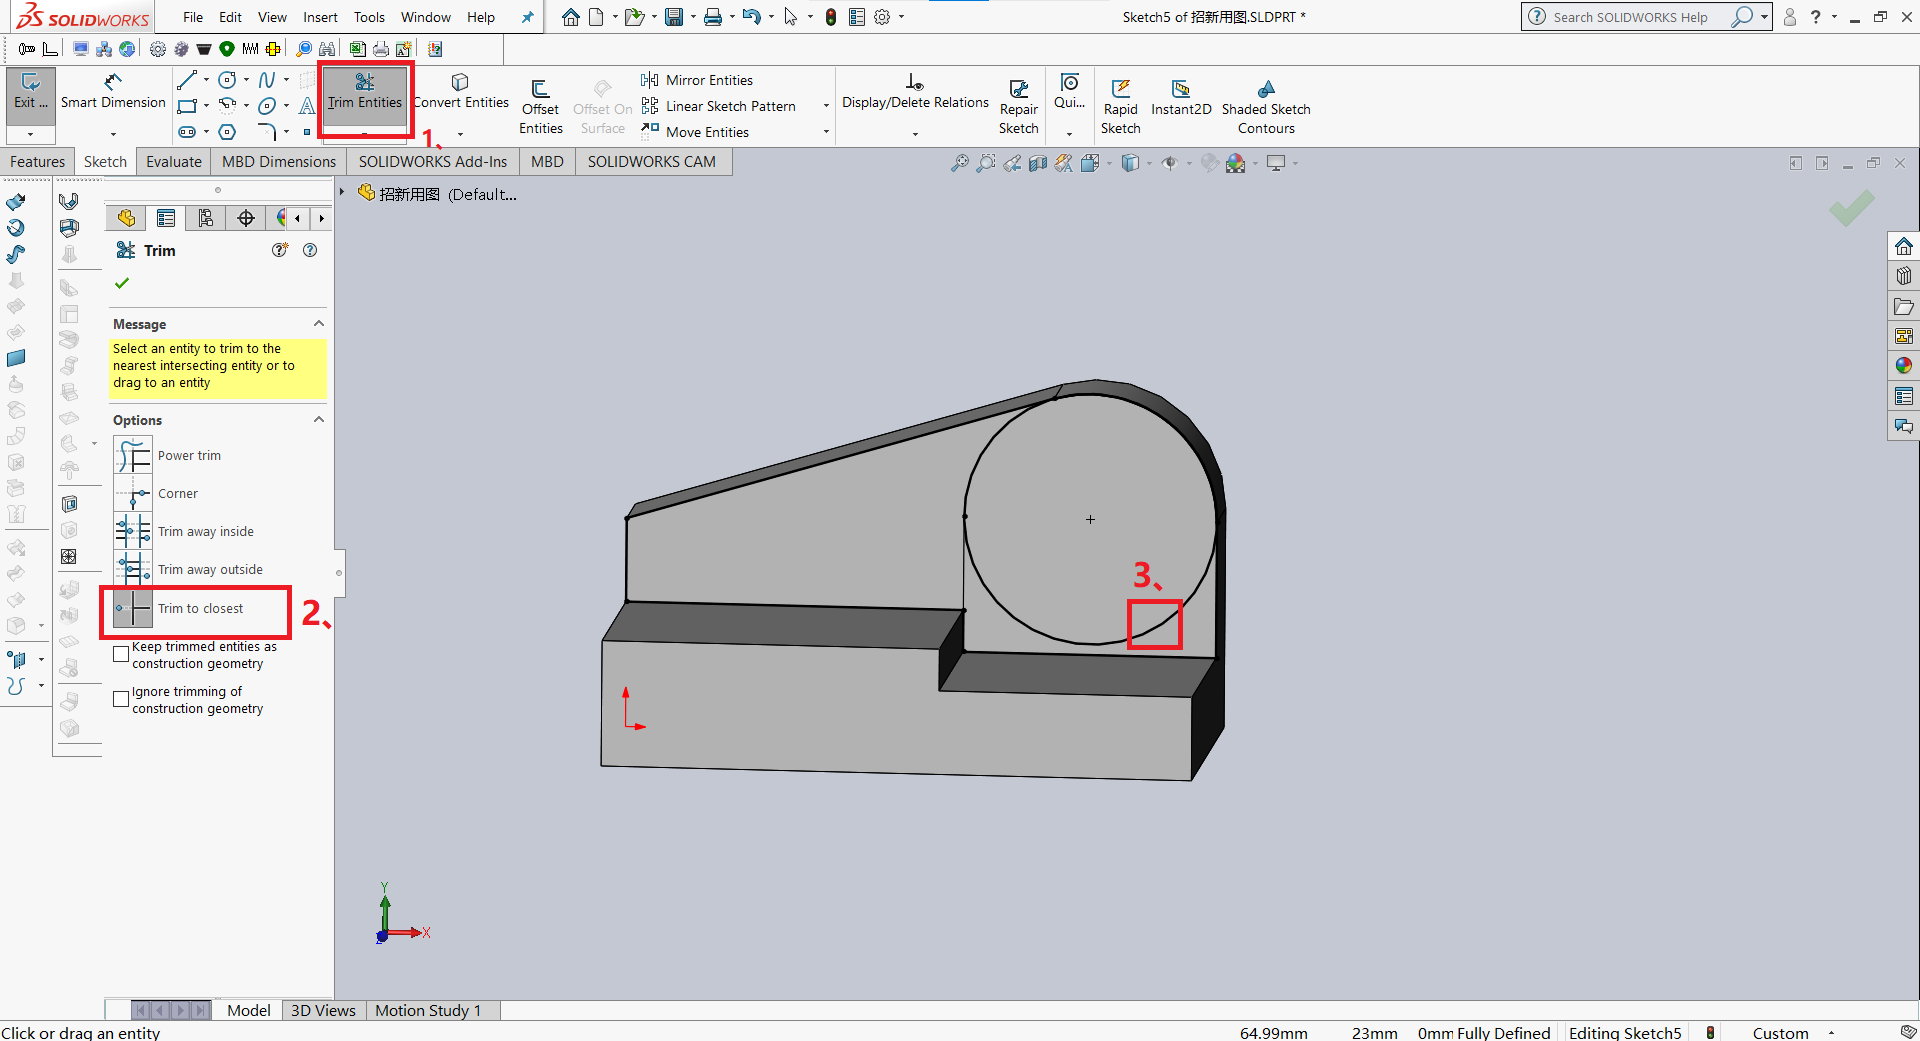 SOLIDWORKS
File Edit View Insert Tools Window Help
Sketch5 of 招新用图.SLDPRT *
Search SOLIDWORKS Help
Exit ...
Smart Dimension
Trim Entities
Convert Entities
Offset
Entities
Offset On
Surface
Mirror Entities
Linear Sketch Pattern
Move Entities
Display/Delete Relations
Repair
Sketch
Qui...
Rapid
Sketch
Instant2D
Shaded Sketch
Contours
1、
Features Sketch Evaluate MBD Dimensions SOLIDWORKS Add-Ins MBD SOLIDWORKS CAM
招新用图 (Default...
Trim
Message
Select an entity to trim to the
nearest intersecting entity or to
drag to an entity
Options
Power trim
Corner
Trim away inside
Trim away outside
Trim to closest
2、
3、
Keep trimmed entities as
construction geometry
Ignore trimming of
construction geometry
Y
X
Z
Model 3D Views Motion Study 1
Click or drag an entity
64.99mm 23mm 0mm Fully Defined Editing Sketch5 Custom